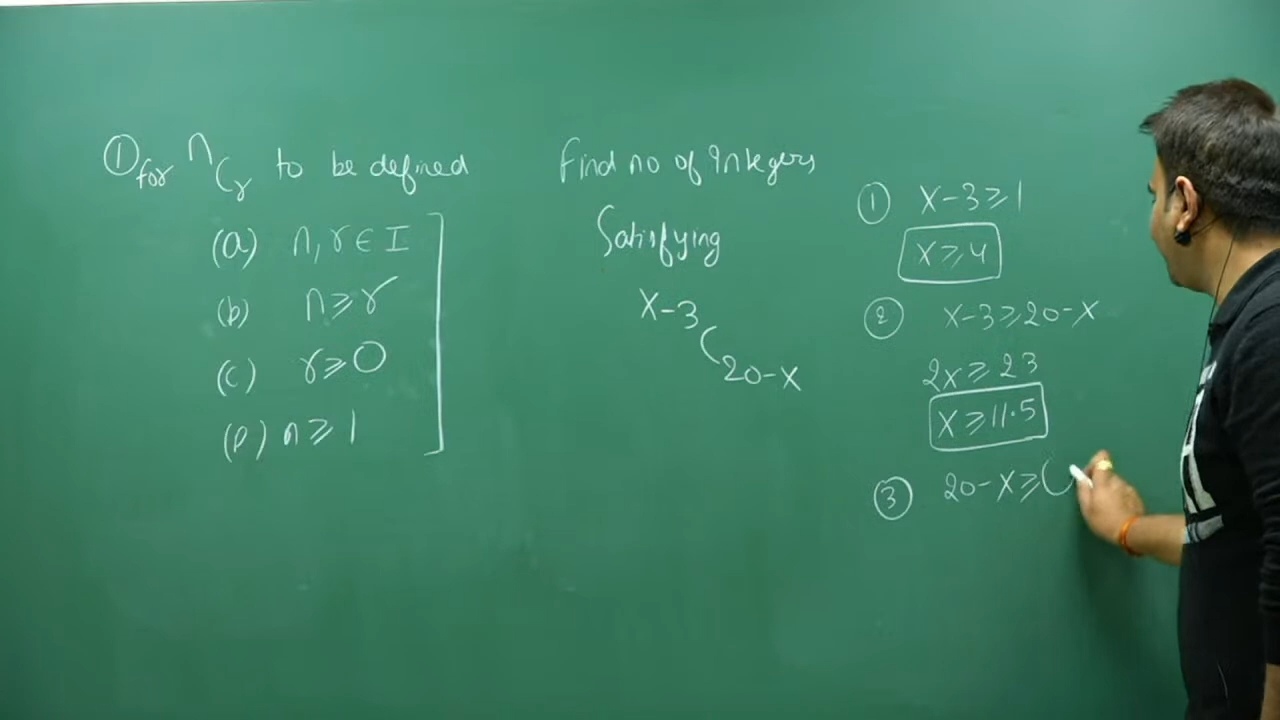 ① for nCr to be defined
(a) n, r ∈ I
(b) n ⩾ r
(c) r ⩾ 0
(D) n ⩾ 1
Find no of Integers
Satisfying
x-3
C
20-x
① x-3 ⩾ 1
x ⩾ 4
② x-3 ⩾ 20-x
2x ⩾ 23
x ⩾ 11.5
③ 20-x ⩾